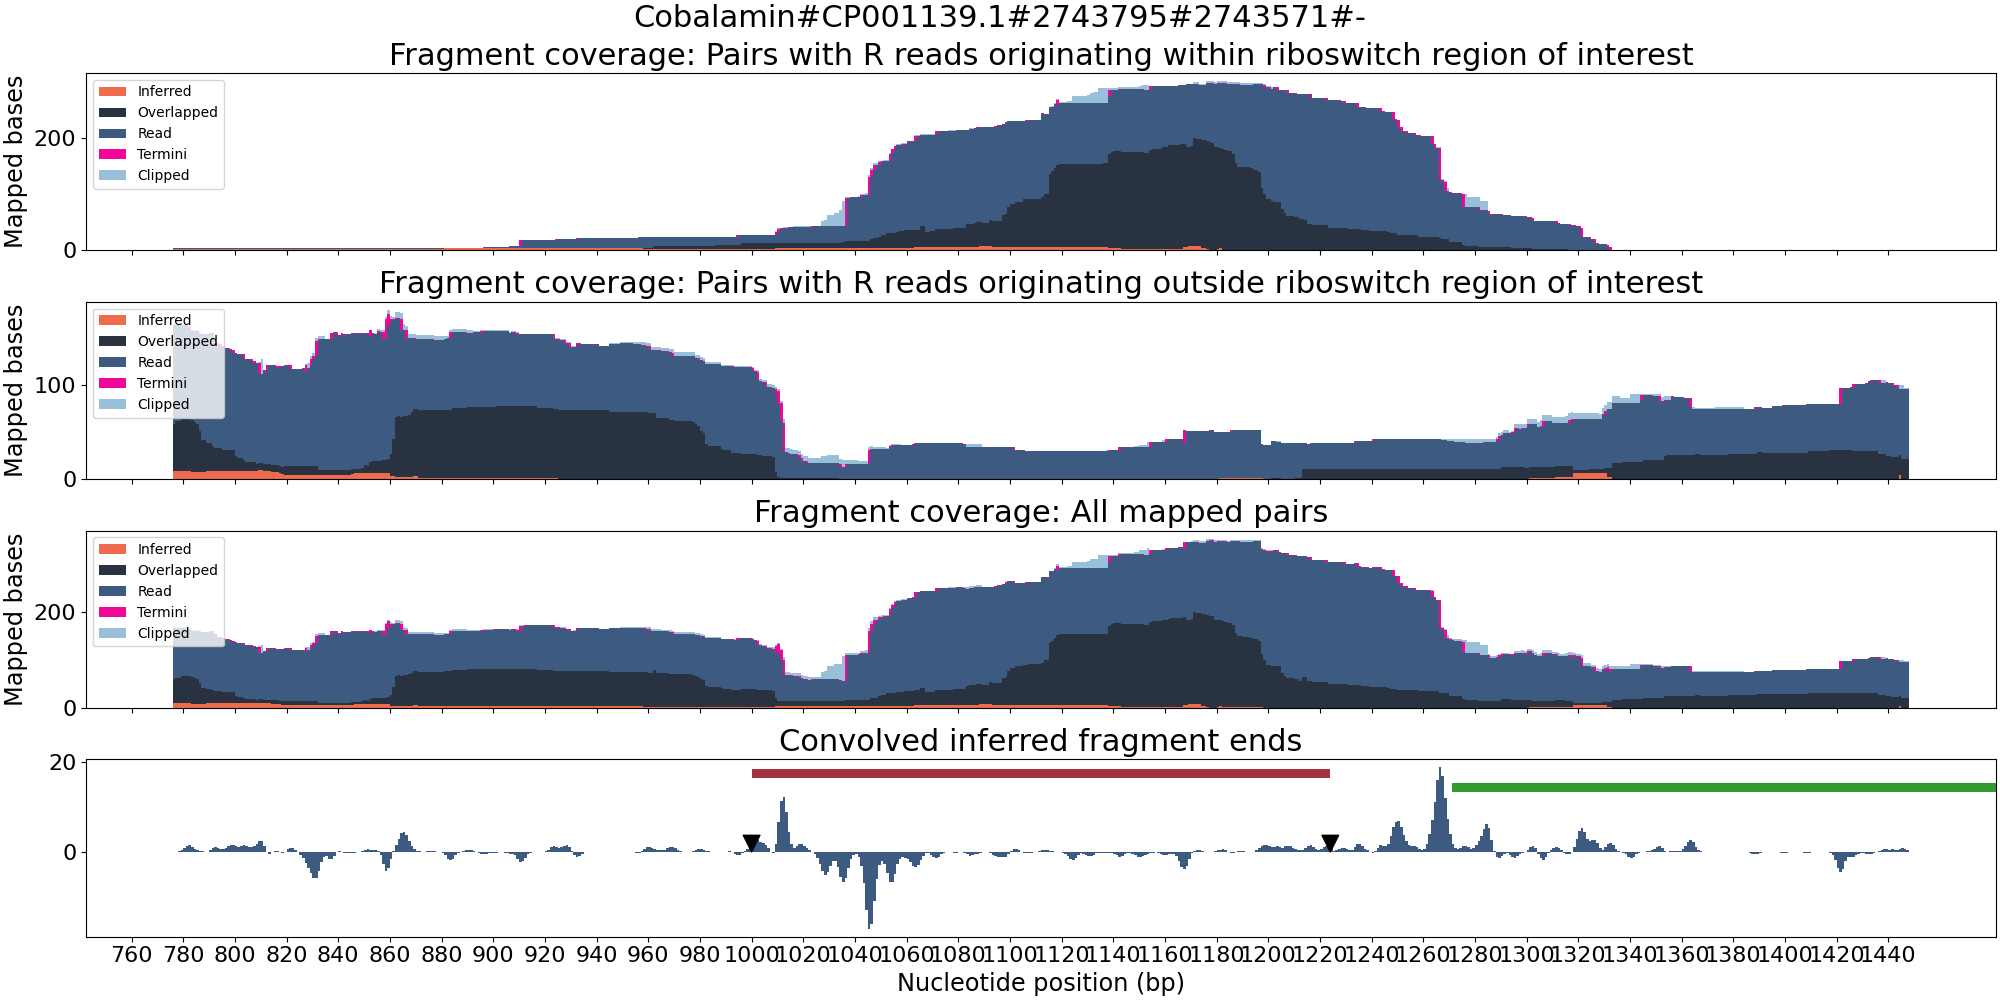 Cobalamin#CP001139.1#2743795#2743571#-
Fragment coverage: Pairs with R reads originating within riboswitch region of interest
Mapped bases
200
0
Inferred
Overlapped
Read
Termini
Clipped
Fragment coverage: Pairs with R reads originating outside riboswitch region of interest
Mapped bases
100
0
Inferred
Overlapped
Read
Termini
Clipped
Fragment coverage: All mapped pairs
Mapped bases
200
0
Inferred
Overlapped
Read
Termini
Clipped
Convolved inferred fragment ends
20
0
760 780 800 820 840 860 880 900 920 940 960 980 1000 1020 1040 1060 1080 1100 1120 1140 1160 1180 1200 1220 1240 1260 1280 1300 1320 1340 1360 1380 1400 1420 1440
Nucleotide position (bp)